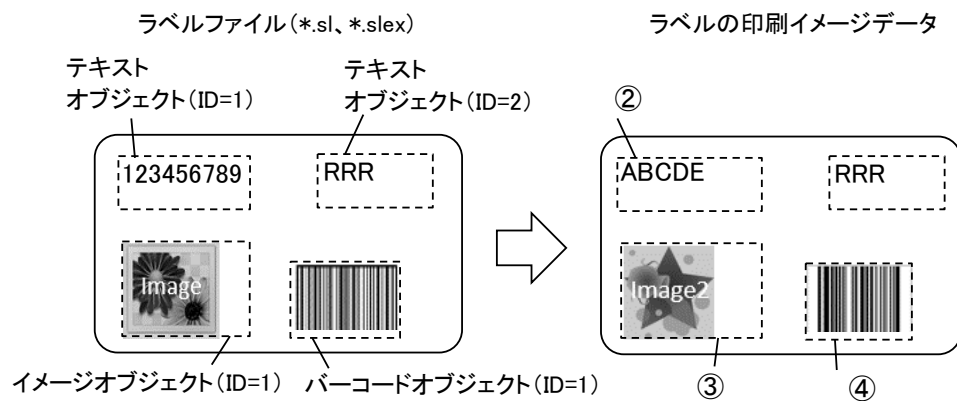 ラベルファイル（*.sl、*.slex）
ラベルの印刷イメージデータ
テキスト
オブジェクト（ID=1）
テキスト
オブジェクト（ID=2）
②
123456789
RRR
ABCDE
RRR
Image
Image2
イメージオブジェクト（ID=1）
バーコードオブジェクト（ID=1）
③
④